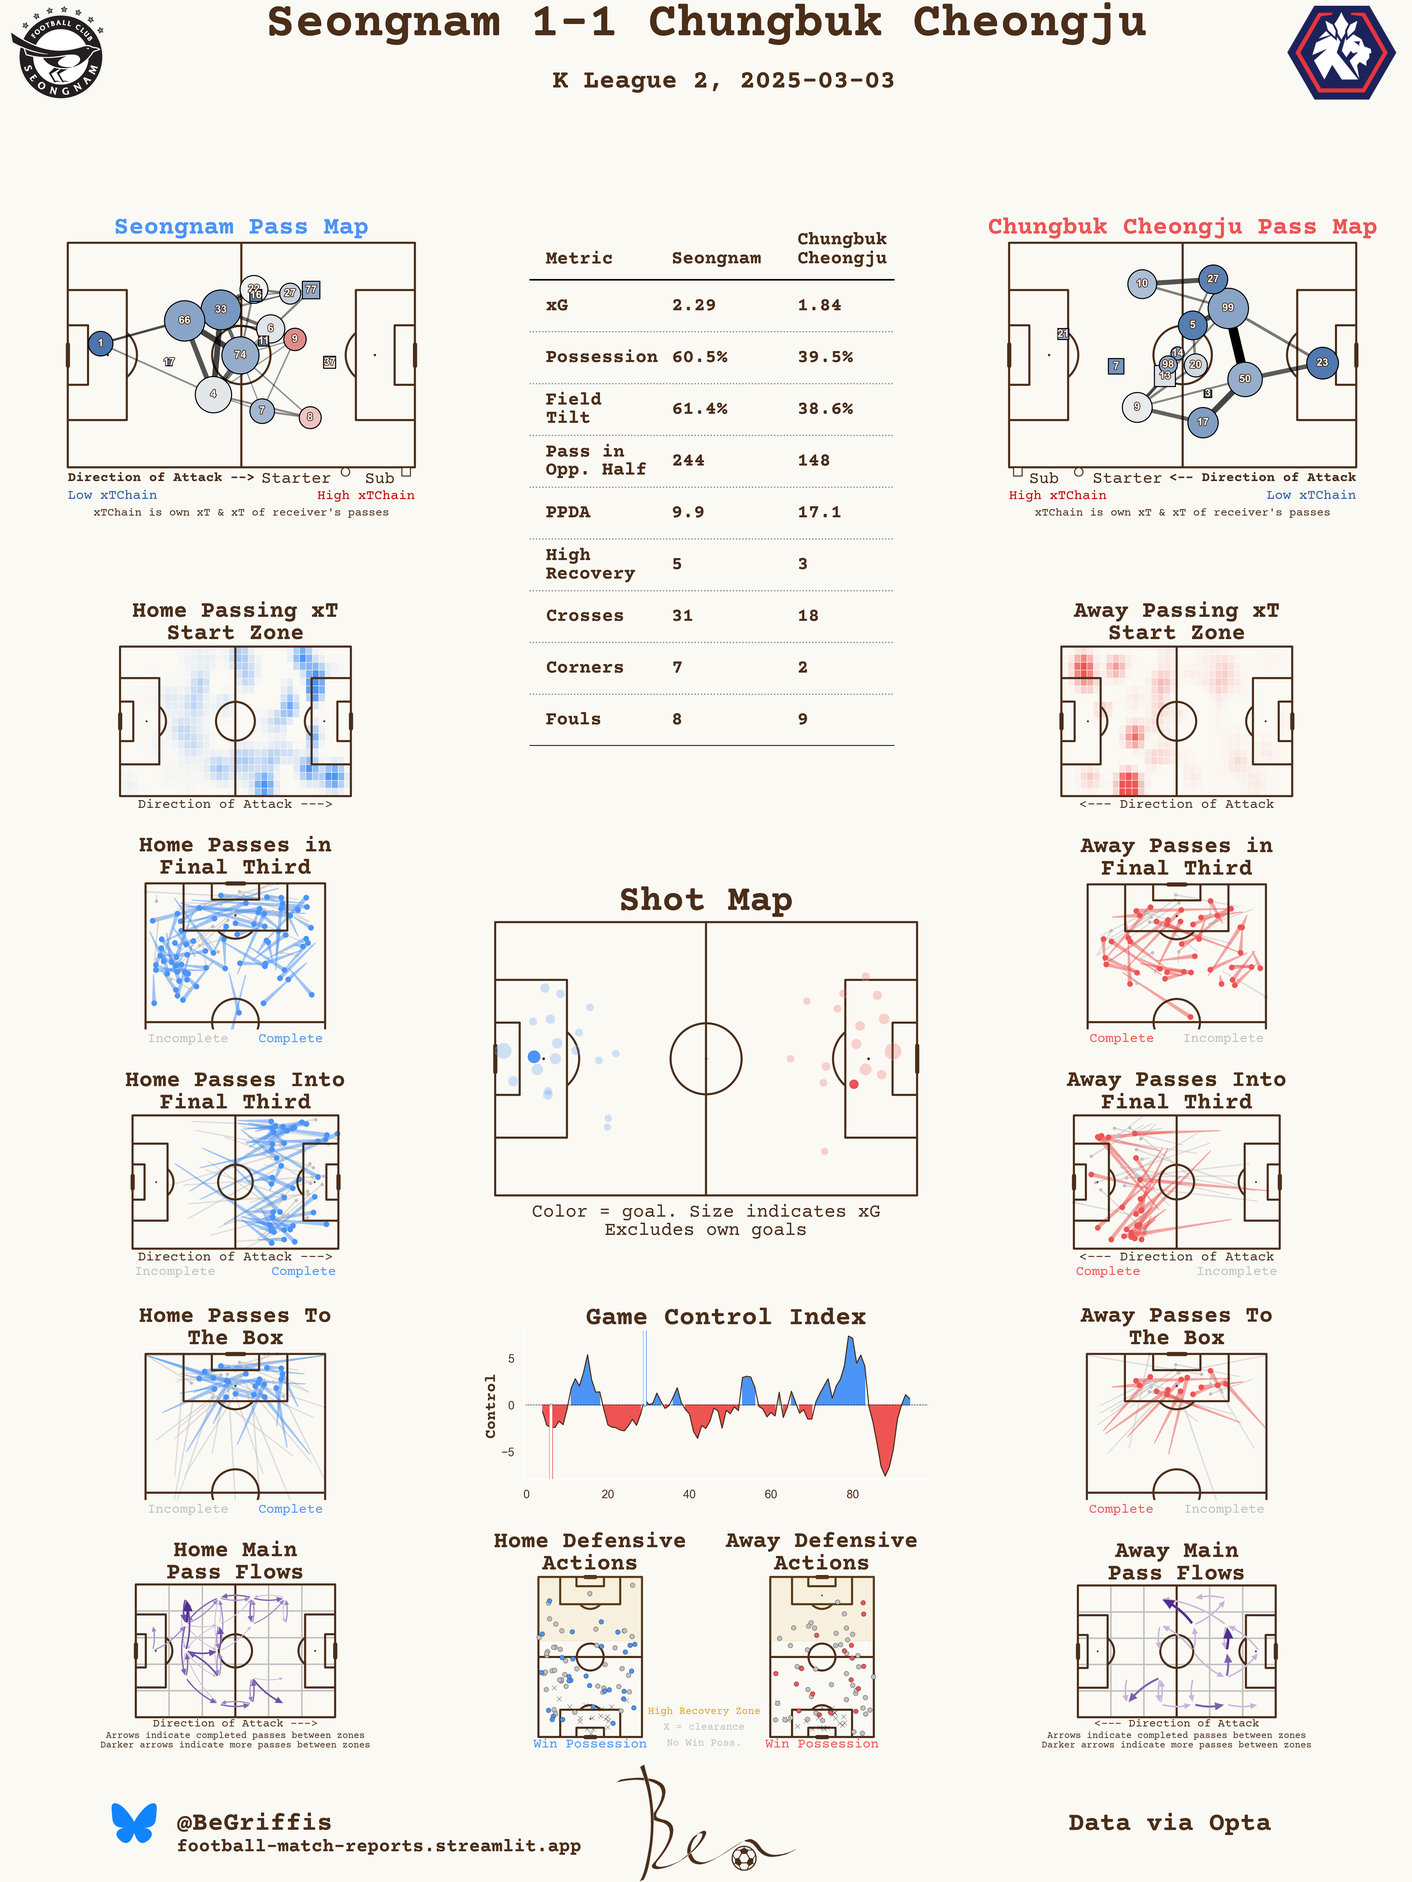 Seongnam 1-1 Chungbuk Cheongju
K League 2, 2025-03-03
FOOTBALL CLUB
SEONGNAM
Seongnam Pass Map
1
66
33
22
16
27
77
6
11
9
74
17
37
4
7
8
Direction of Attack --> Starter Sub
Low xTChain High xTChain
xTChain is own xT & xT of receiver's passes
Metric Seongnam Chungbuk Cheongju
xG 2.29 1.84
Possession 60.5% 39.5%
Field Tilt 61.4% 38.6%
Pass in Opp. Half 244 148
PPDA 9.9 17.1
High Recovery 5 3
Crosses 31 18
Corners 7 2
Fouls 8 9
Chungbuk Cheongju Pass Map
10
27
99
5
21
14
7
98
20
13
23
50
3
9
17
Sub Starter <-- Direction of Attack
High xTChain Low xTChain
xTChain is own xT & xT of receiver's passes
Home Passing xT
Start Zone
Direction of Attack --->
Away Passing xT
Start Zone
<--- Direction of Attack
Home Passes in
Final Third
Incomplete Complete
Away Passes in
Final Third
Complete Incomplete
Shot Map
Color = goal. Size indicates xG
Excludes own goals
Home Passes Into
Final Third
Direction of Attack --->
Incomplete Complete
Away Passes Into
Final Third
<--- Direction of Attack
Complete Incomplete
Home Passes To
The Box
Incomplete Complete
Game Control Index
Control
5
0
−5
0 20 40 60 80
Away Passes To
The Box
Complete Incomplete
Home Main
Pass Flows
Direction of Attack --->
Arrows indicate completed passes between zones
Darker arrows indicate more passes between zones
Home Defensive
Actions
Win Possession
High Recovery Zone
X = clearance
No Win Poss.
Away Defensive
Actions
Win Possession
Away Main
Pass Flows
<--- Direction of Attack
Arrows indicate completed passes between zones
Darker arrows indicate more passes between zones
@BeGriffis
football-match-reports.streamlit.app
Ben
Data via Opta